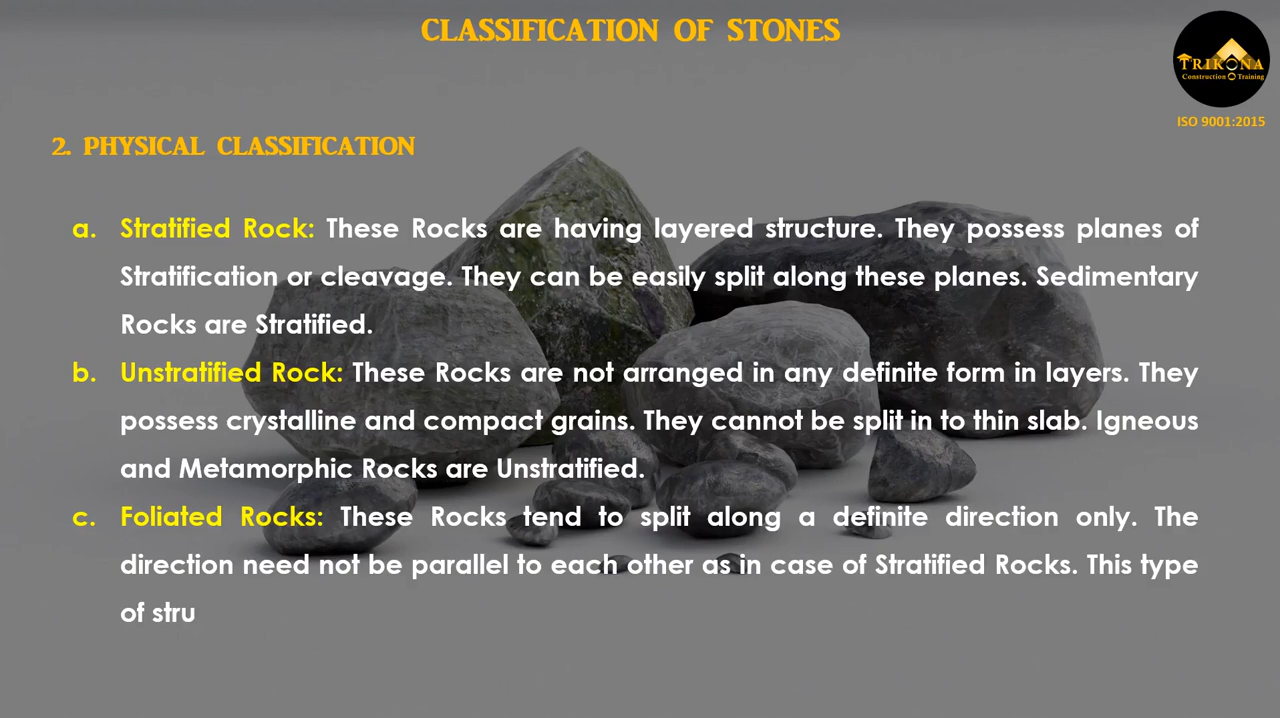 CLASSIFICATION OF STONES
TRIKONA
Construction Training
ISO 9001:2015
2. PHYSICAL CLASSIFICATION
a. Stratified Rock: These Rocks are having layered structure. They possess planes of
Stratification or cleavage. They can be easily split along these planes. Sedimentary
Rocks are Stratified.
b. Unstratified Rock: These Rocks are not arranged in any definite form in layers. They
possess crystalline and compact grains. They cannot be split in to thin slab. Igneous
and Metamorphic Rocks are Unstratified.
c. Foliated Rocks: These Rocks tend to split along a definite direction only. The
direction need not be parallel to each other as in case of Stratified Rocks. This type
of stru